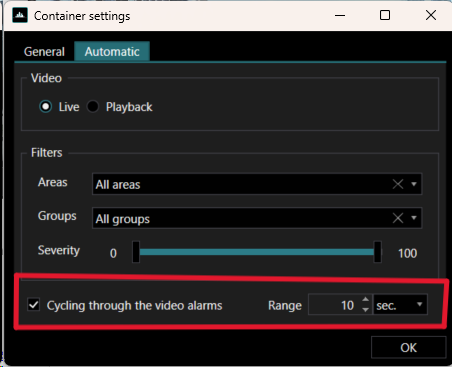 Container settings
General Automatic
Video
Live Playback
Filters
Areas All areas
Groups All groups
Severity 0 100
Cycling through the video alarms Range 10 sec.
OK